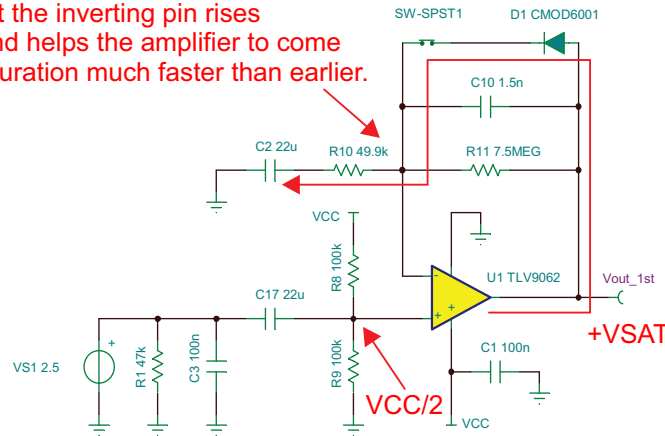 t the inverting pin rises
nd helps the amplifier to come
uration much faster than earlier.
SW-SPST1
D1 CMOD6001
C10 1.5n
C2 22u
R10 49.9k
R11 7.5MEG
VCC
R8 100k
U1 TLV9062
Vout_1st
C17 22u
+VSAT
VS1 2.5
R1 47k
C3 100n
R9 100k
C1 100n
VCC/2
VCC